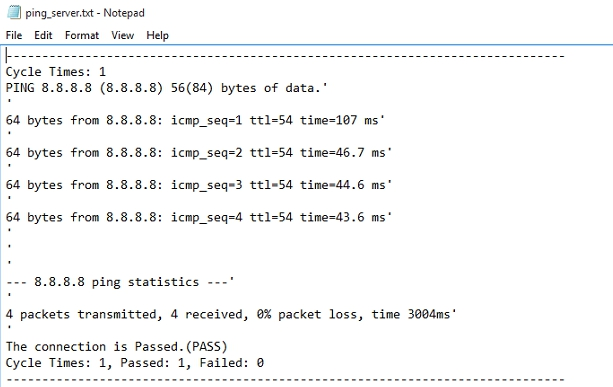 ping_server.txt - Notepad
File Edit Format View Help
---------------------------------------------------------------------------
Cycle Times: 1
PING 8.8.8.8 (8.8.8.8) 56(84) bytes of data.'
'
64 bytes from 8.8.8.8: icmp_seq=1 ttl=54 time=107 ms'
'
64 bytes from 8.8.8.8: icmp_seq=2 ttl=54 time=46.7 ms'
'
64 bytes from 8.8.8.8: icmp_seq=3 ttl=54 time=44.6 ms'
'
64 bytes from 8.8.8.8: icmp_seq=4 ttl=54 time=43.6 ms'
'
'
'
--- 8.8.8.8 ping statistics ---'
'
4 packets transmitted, 4 received, 0% packet loss, time 3004ms'
'
The connection is Passed.(PASS)
Cycle Times: 1, Passed: 1, Failed: 0
---------------------------------------------------------------------------